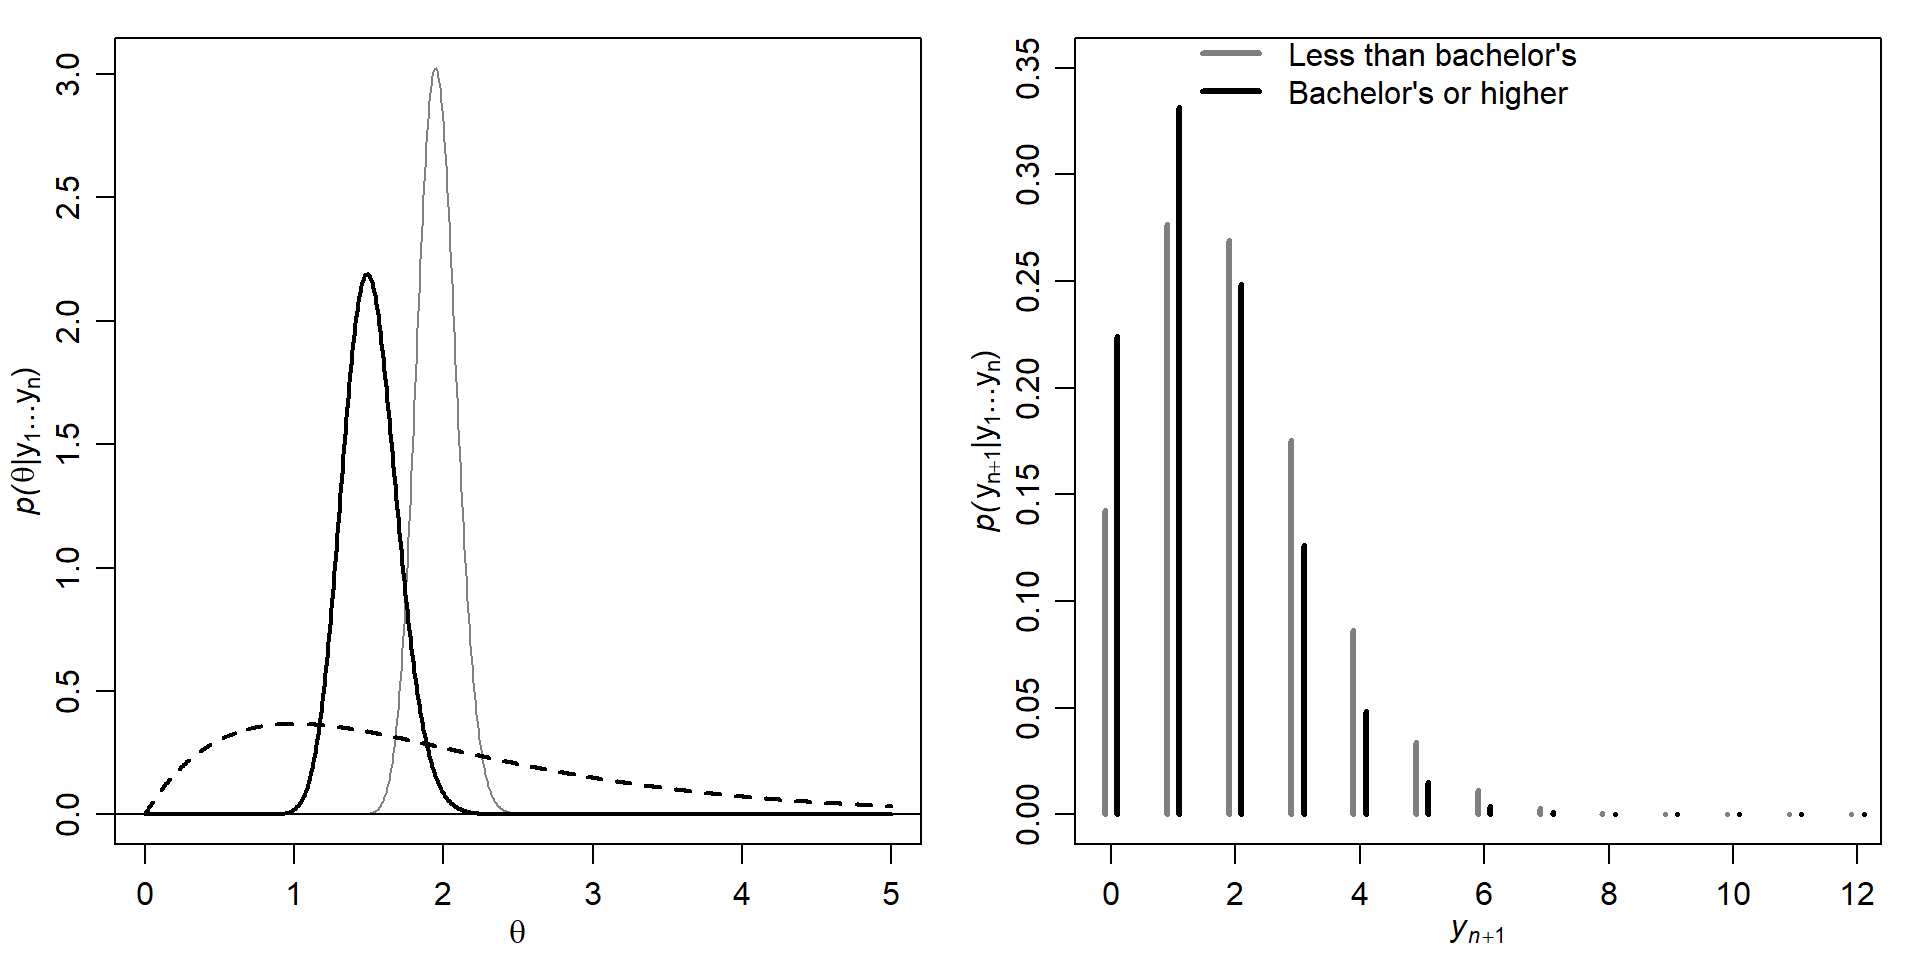 p(θ|y₁...yₙ)
3.0
2.5
2.0
1.5
1.0
0.5
0.0
0 1 2 3 4 5
θ
Less than bachelor's
Bachelor's or higher
p(yₙ₊₁|y₁...yₙ)
0.35
0.30
0.25
0.20
0.15
0.10
0.05
0.00
0 2 4 6 8 10 12
yₙ₊₁